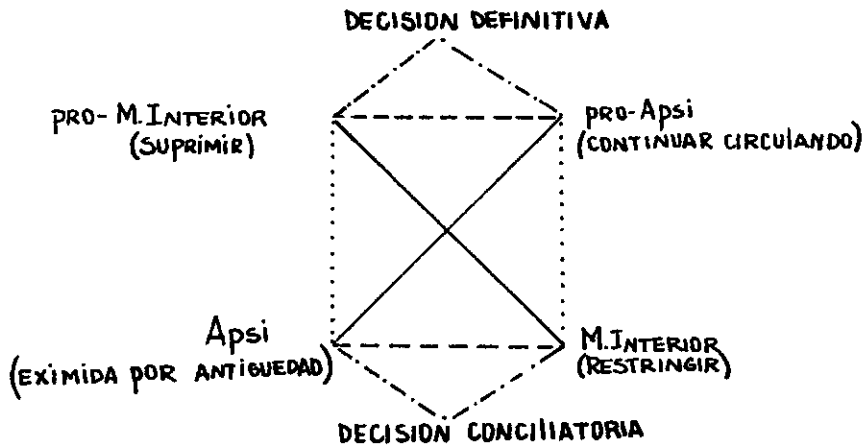 DECISION DEFINITIVA
PRO-M.INTERIOR
(SUPRIMIR)
PRO-Apsi
(CONTINUAR CIRCULANDO)
Apsi
(EXIMIDA POR ANTIGUEDAD)
M.INTERIOR
(RESTRINGIR)
DECISION CONCILIATORIA